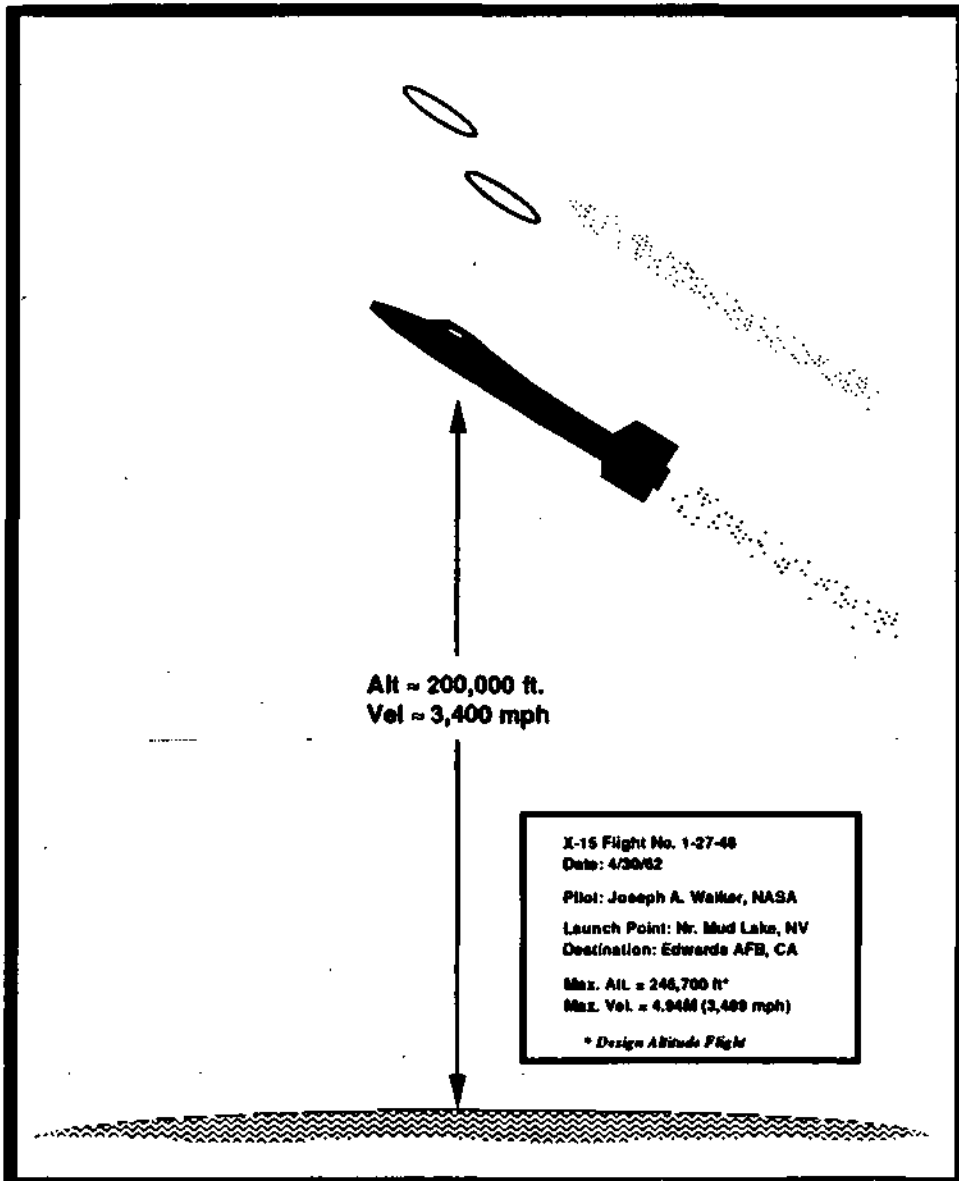 Alt ≈ 200,000 ft.
Vel ≈ 3,400 mph
X-15 Flight No. 1-27-48
Date: 4/30/62
Pilot: Joseph A. Walker, NASA
Launch Point: Nr. Mud Lake, NV
Destination: Edwards AFB, CA
Max. Alt. = 246,700 ft*
Max. Vel. = 4.94M (3,489 mph)
* Design Altitude Flight